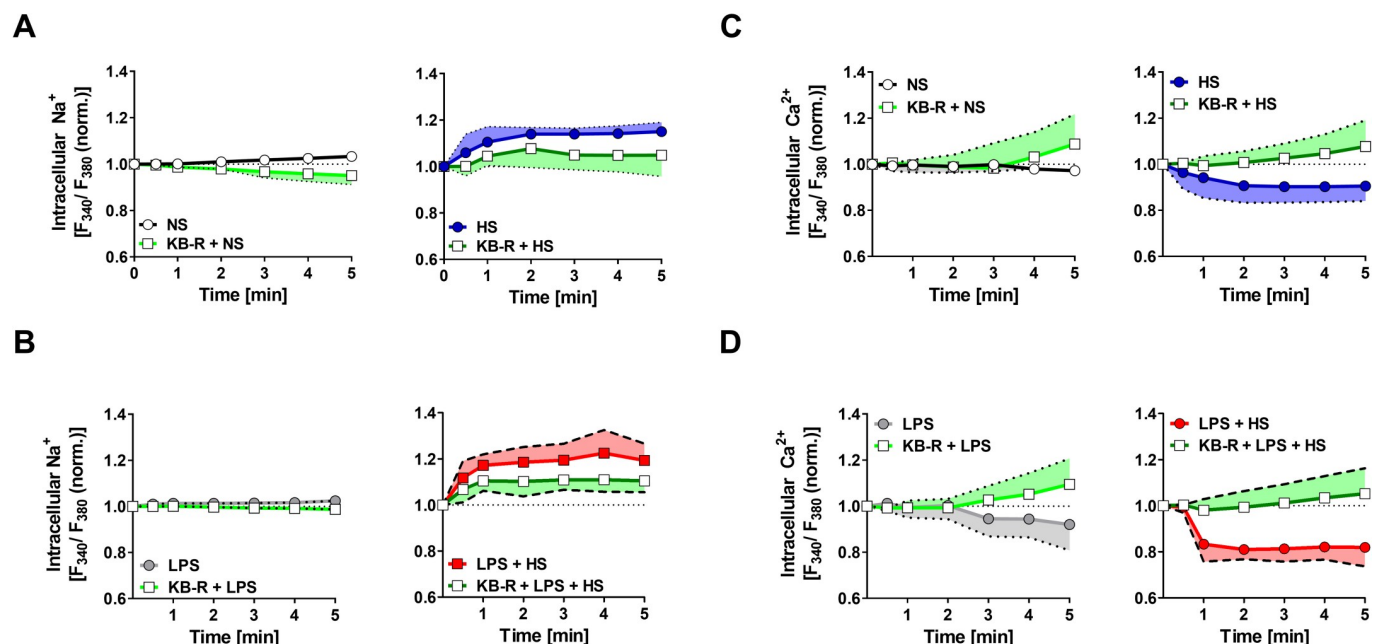 A
Intracellular Na⁺
[F₃₄₀/ F₃₈₀ (norm.)]
1.4
1.2
1.0
0.8
0.6
NS
KB-R + NS
0
1
2
3
4
5
Time [min]
1.4
1.2
1.0
0.8
0.6
HS
KB-R + HS
0
1
2
3
4
5
Time [min]
B
Intracellular Na⁺
[F₃₄₀/ F₃₈₀ (norm.)]
1.4
1.2
1.0
0.8
0.6
LPS
KB-R + LPS
0
1
2
3
4
5
Time [min]
1.4
1.2
1.0
0.8
0.6
LPS + HS
KB-R + LPS + HS
0
1
2
3
4
5
Time [min]
C
Intracellular Ca²⁺
[F₃₄₀/ F₃₈₀ (norm.)]
1.4
1.2
1.0
0.8
0.6
NS
KB-R + NS
1
2
3
4
5
Time [min]
1.4
1.2
1.0
0.8
0.6
HS
KB-R + HS
1
2
3
4
5
Time [min]
D
Intracellular Ca²⁺
[F₃₄₀/ F₃₈₀ (norm.)]
1.4
1.2
1.0
0.8
0.6
LPS
KB-R + LPS
1
2
3
4
5
Time [min]
1.4
1.2
1.0
0.8
0.6
LPS + HS
KB-R + LPS + HS
1
2
3
4
5
Time [min]